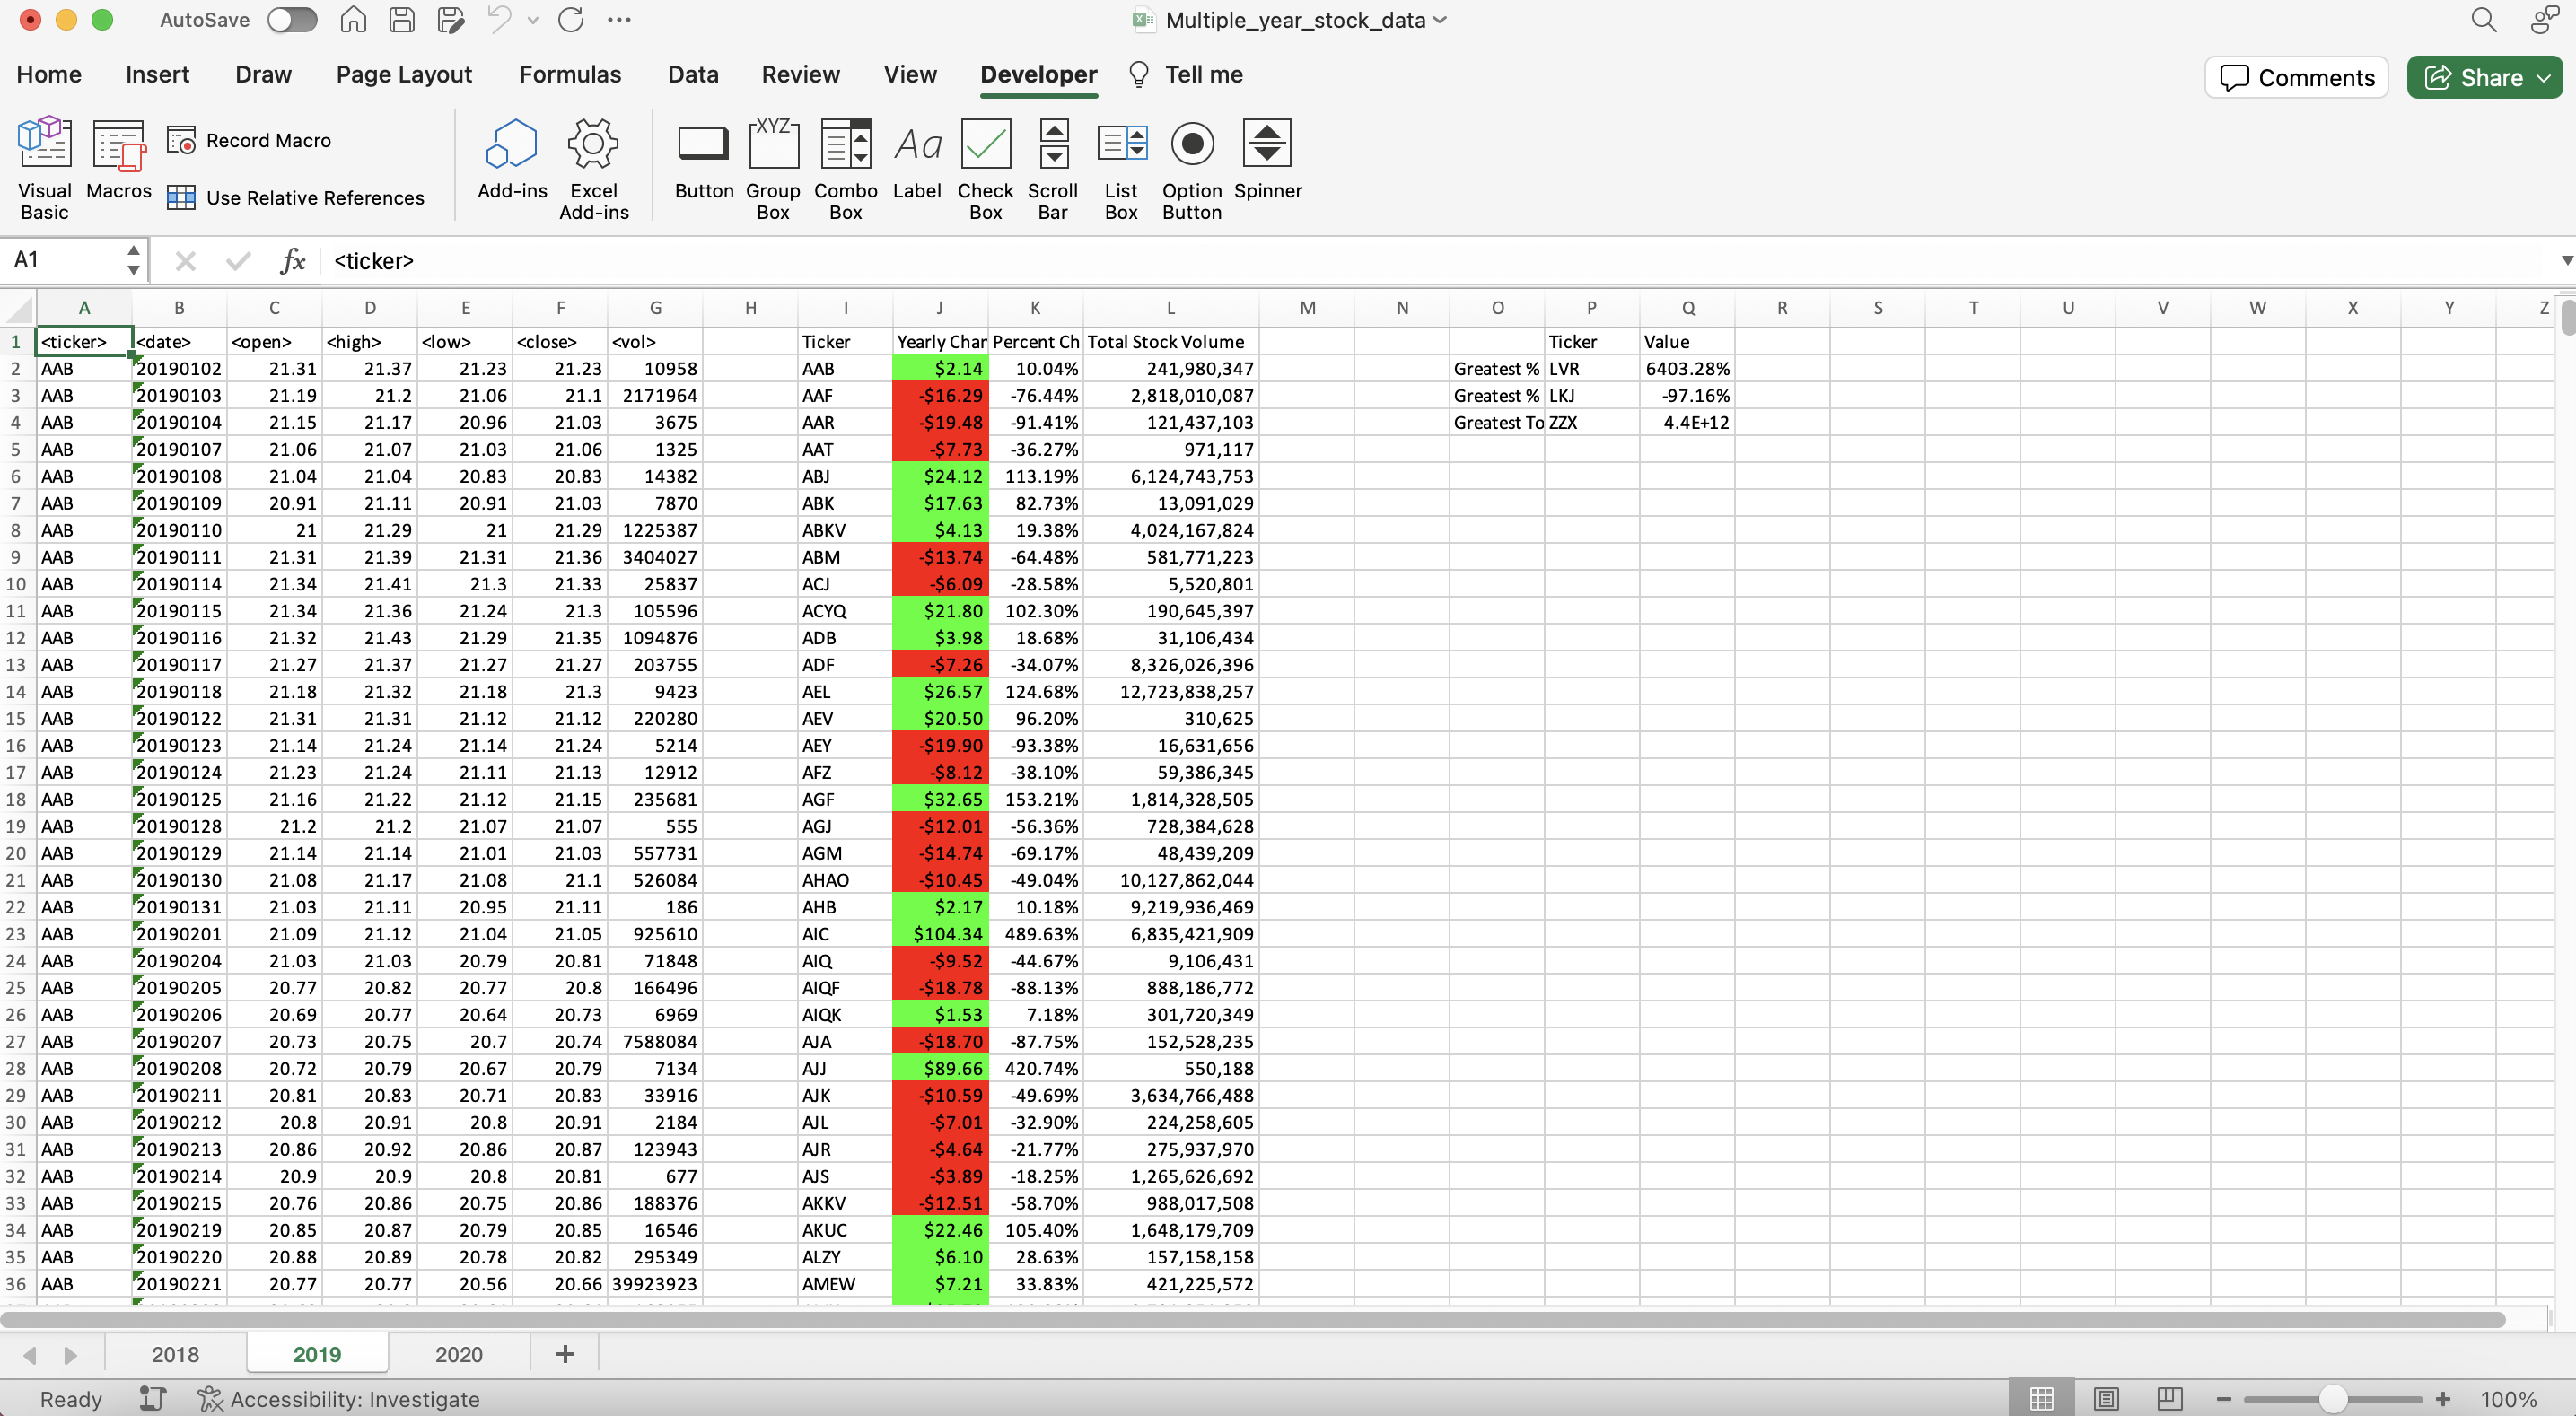 AutoSave Multiple_year_stock_data
Home Insert Draw Page Layout Formulas Data Review View Developer Tell me Comments Share
Record Macro
Use Relative References
Visual Basic Macros Add-ins Excel Add-ins Button Group Box Combo Box Label Check Box Scroll Bar List Box Option Button Spinner
XYZ Aa
A1 fx <ticker>
A B C D E F G H I J K L M N O P Q R S T U V W X Y Z
1 <ticker> <date> <open> <high> <low> <close> <vol> Ticker Yearly Char Percent Ch Total Stock Volume Ticker Value
2 AAB 20190102 21.31 21.37 21.23 21.23 10958 AAB $2.14 10.04% 241,980,347 Greatest % LVR 6403.28%
3 AAB 20190103 21.19 21.2 21.06 21.1 2171964 AAF -$16.29 -76.44% 2,818,010,087 Greatest % LKJ -97.16%
4 AAB 20190104 21.15 21.17 20.96 21.03 3675 AAR -$19.48 -91.41% 121,437,103 Greatest To ZZX 4.4E+12
5 AAB 20190107 21.06 21.07 21.03 21.06 1325 AAT -$7.73 -36.27% 971,117
6 AAB 20190108 21.04 21.04 20.83 20.83 14382 ABJ $24.12 113.19% 6,124,743,753
7 AAB 20190109 20.91 21.11 20.91 21.03 7870 ABK $17.63 82.73% 13,091,029
8 AAB 20190110 21 21.29 21 21.29 1225387 ABKV $4.13 19.38% 4,024,167,824
9 AAB 20190111 21.31 21.39 21.31 21.36 3404027 ABM -$13.74 -64.48% 581,771,223
10 AAB 20190114 21.34 21.41 21.3 21.33 25837 ACJ -$6.09 -28.58% 5,520,801
11 AAB 20190115 21.34 21.36 21.24 21.3 105596 ACYQ $21.80 102.30% 190,645,397
12 AAB 20190116 21.32 21.43 21.29 21.35 1094876 ADB $3.98 18.68% 31,106,434
13 AAB 20190117 21.27 21.37 21.27 21.27 203755 ADF -$7.26 -34.07% 8,326,026,396
14 AAB 20190118 21.18 21.32 21.18 21.3 9423 AEL $26.57 124.68% 12,723,838,257
15 AAB 20190122 21.31 21.31 21.12 21.12 220280 AEV $20.50 96.20% 310,625
16 AAB 20190123 21.14 21.24 21.14 21.24 5214 AEY -$19.90 -93.38% 16,631,656
17 AAB 20190124 21.23 21.24 21.11 21.13 12912 AFZ -$8.12 -38.10% 59,386,345
18 AAB 20190125 21.16 21.22 21.12 21.15 235681 AGF $32.65 153.21% 1,814,328,505
19 AAB 20190128 21.2 21.2 21.07 21.07 555 AGJ -$12.01 -56.36% 728,384,628
20 AAB 20190129 21.14 21.14 21.01 21.03 557731 AGM -$14.74 -69.17% 48,439,209
21 AAB 20190130 21.08 21.17 21.08 21.1 526084 AHAO -$10.45 -49.04% 10,127,862,044
22 AAB 20190131 21.03 21.11 20.95 21.11 186 AHB $2.17 10.18% 9,219,936,469
23 AAB 20190201 21.09 21.12 21.04 21.05 925610 AIC $104.34 489.63% 6,835,421,909
24 AAB 20190204 21.03 21.03 20.79 20.81 71848 AIQ -$9.52 -44.67% 9,106,431
25 AAB 20190205 20.77 20.82 20.77 20.8 166496 AIQF -$18.78 -88.13% 888,186,772
26 AAB 20190206 20.69 20.77 20.64 20.73 6969 AIQK $1.53 7.18% 301,720,349
27 AAB 20190207 20.73 20.75 20.7 20.74 7588084 AJA -$18.70 -87.75% 152,528,235
28 AAB 20190208 20.72 20.79 20.67 20.79 7134 AJJ $89.66 420.74% 550,188
29 AAB 20190211 20.81 20.83 20.71 20.83 33916 AJK -$10.59 -49.69% 3,634,766,488
30 AAB 20190212 20.8 20.91 20.8 20.91 2184 AJL -$7.01 -32.90% 224,258,605
31 AAB 20190213 20.86 20.92 20.86 20.87 123943 AJR -$4.64 -21.77% 275,937,970
32 AAB 20190214 20.9 20.9 20.8 20.81 677 AJS -$3.89 -18.25% 1,265,626,692
33 AAB 20190215 20.76 20.86 20.75 20.86 188376 AKKV -$12.51 -58.70% 988,017,508
34 AAB 20190219 20.85 20.87 20.79 20.85 16546 AKUC $22.46 105.40% 1,648,179,709
35 AAB 20190220 20.88 20.89 20.78 20.82 295349 ALZY $6.10 28.63% 157,158,158
36 AAB 20190221 20.77 20.77 20.56 20.66 39923923 AMEW $7.21 33.83% 421,225,572
2018 2019 2020 +
Ready Accessibility: Investigate 100%